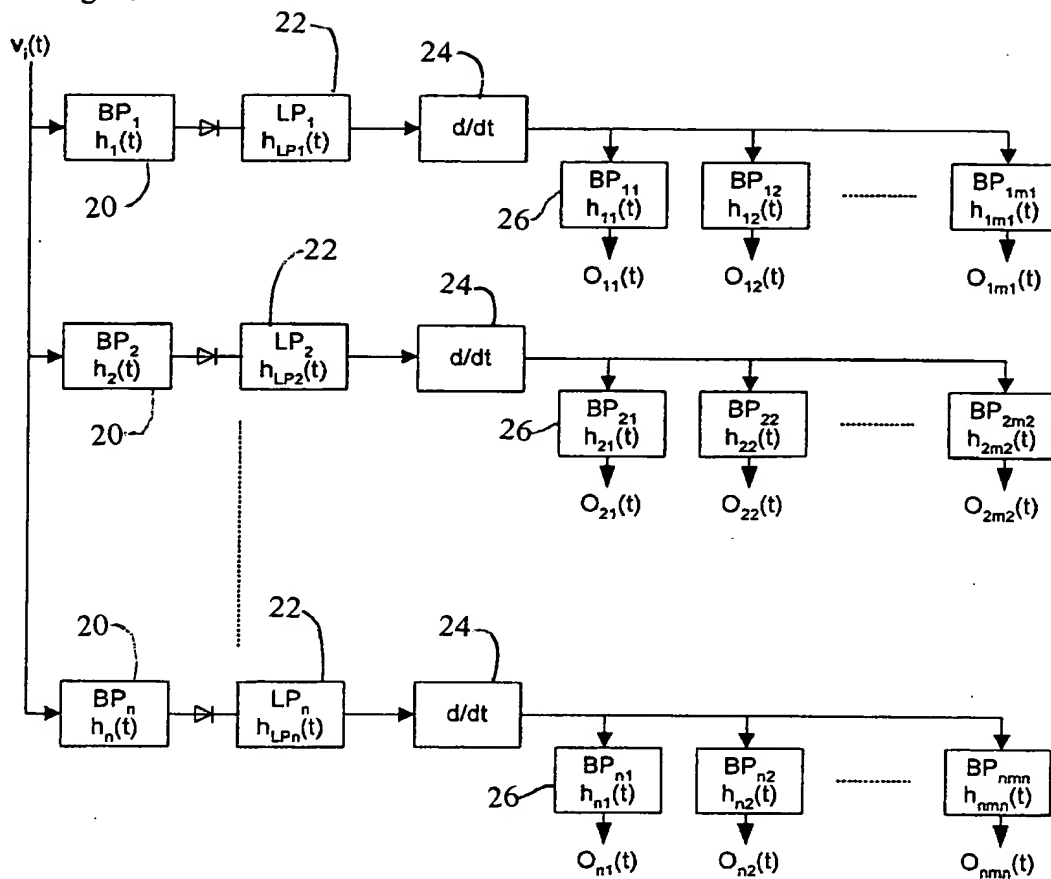 22
24
v_i(t)
BP_1
h_1(t)
LP_1
h_LP1(t)
d/dt
20
26
BP_11
h_11(t)
BP_12
h_12(t)
BP_1m1
h_1m1(t)
O_11(t)
O_12(t)
O_1m1(t)
22
24
BP_2
h_2(t)
LP_2
h_LP2(t)
d/dt
20
26
BP_21
h_21(t)
BP_22
h_22(t)
BP_2m2
h_2m2(t)
O_21(t)
O_22(t)
O_2m2(t)
20
22
24
BP_n
h_n(t)
LP_n
h_LPn(t)
d/dt
26
BP_n1
h_n1(t)
BP_n2
h_n2(t)
BP_nmn
h_nmn(t)
O_n1(t)
O_n2(t)
O_nmn(t)